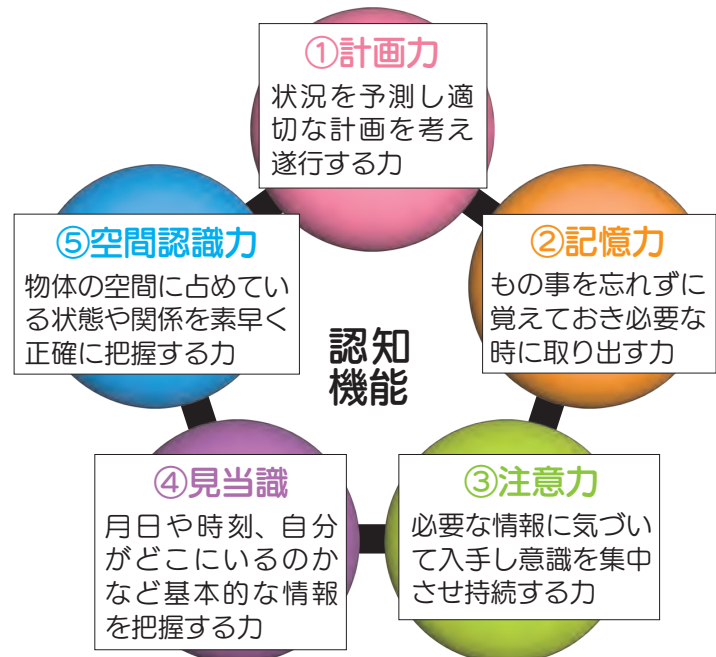 ①計画力
状況を予測し適
切な計画を考え
遂行する力
②記憶力
もの事を忘れずに
覚えておき必要な
時に取り出す力
③注意力
必要な情報に気づい
て入手し意識を集中
させ持続する力
④見当識
月日や時刻、自分
がどこにいるのか
など基本的な情報
を把握する力
⑤空間認識力
物体の空間に占めてい
る状態や関係を素早く
正確に把握する力
認知
機能